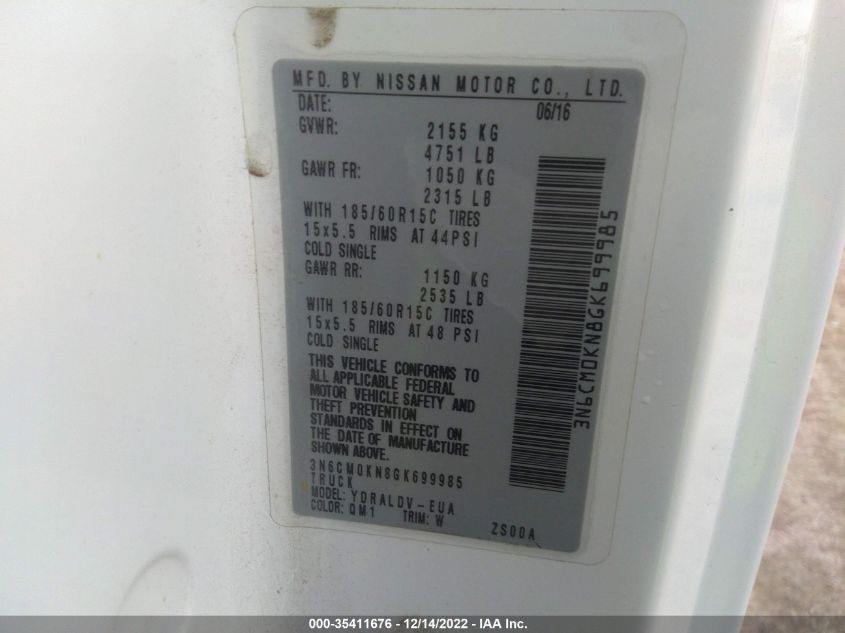 MFD. BY NISSAN MOTOR CO., LTD.
DATE: 06/16
GVWR: 2155 KG
4751 LB
GAWR FR: 1050 KG
2315 LB
WITH 185/60R15C TIRES
15x5.5 RIMS AT 44PSI
COLD SINGLE
GAWR RR: 1150 KG
2535 LB
WITH 185/60R15C TIRES
15x5.5 RIMS AT 48 PSI
COLD SINGLE
THIS VEHICLE CONFORMS TO
ALL APPLICABLE FEDERAL
MOTOR VEHICLE SAFETY AND
THEFT PREVENTION
STANDARDS IN EFFECT ON
THE DATE OF MANUFACTURE
SHOWN ABOVE.
3N6CM0KN8GK699985
TRUCK
MODEL: YDRALDV-EUA
COLOR: QM1 TRIM: W ZS00A
3N6CM0KN8GK699985
000-35411676 - 12/14/2022 - IAA Inc.